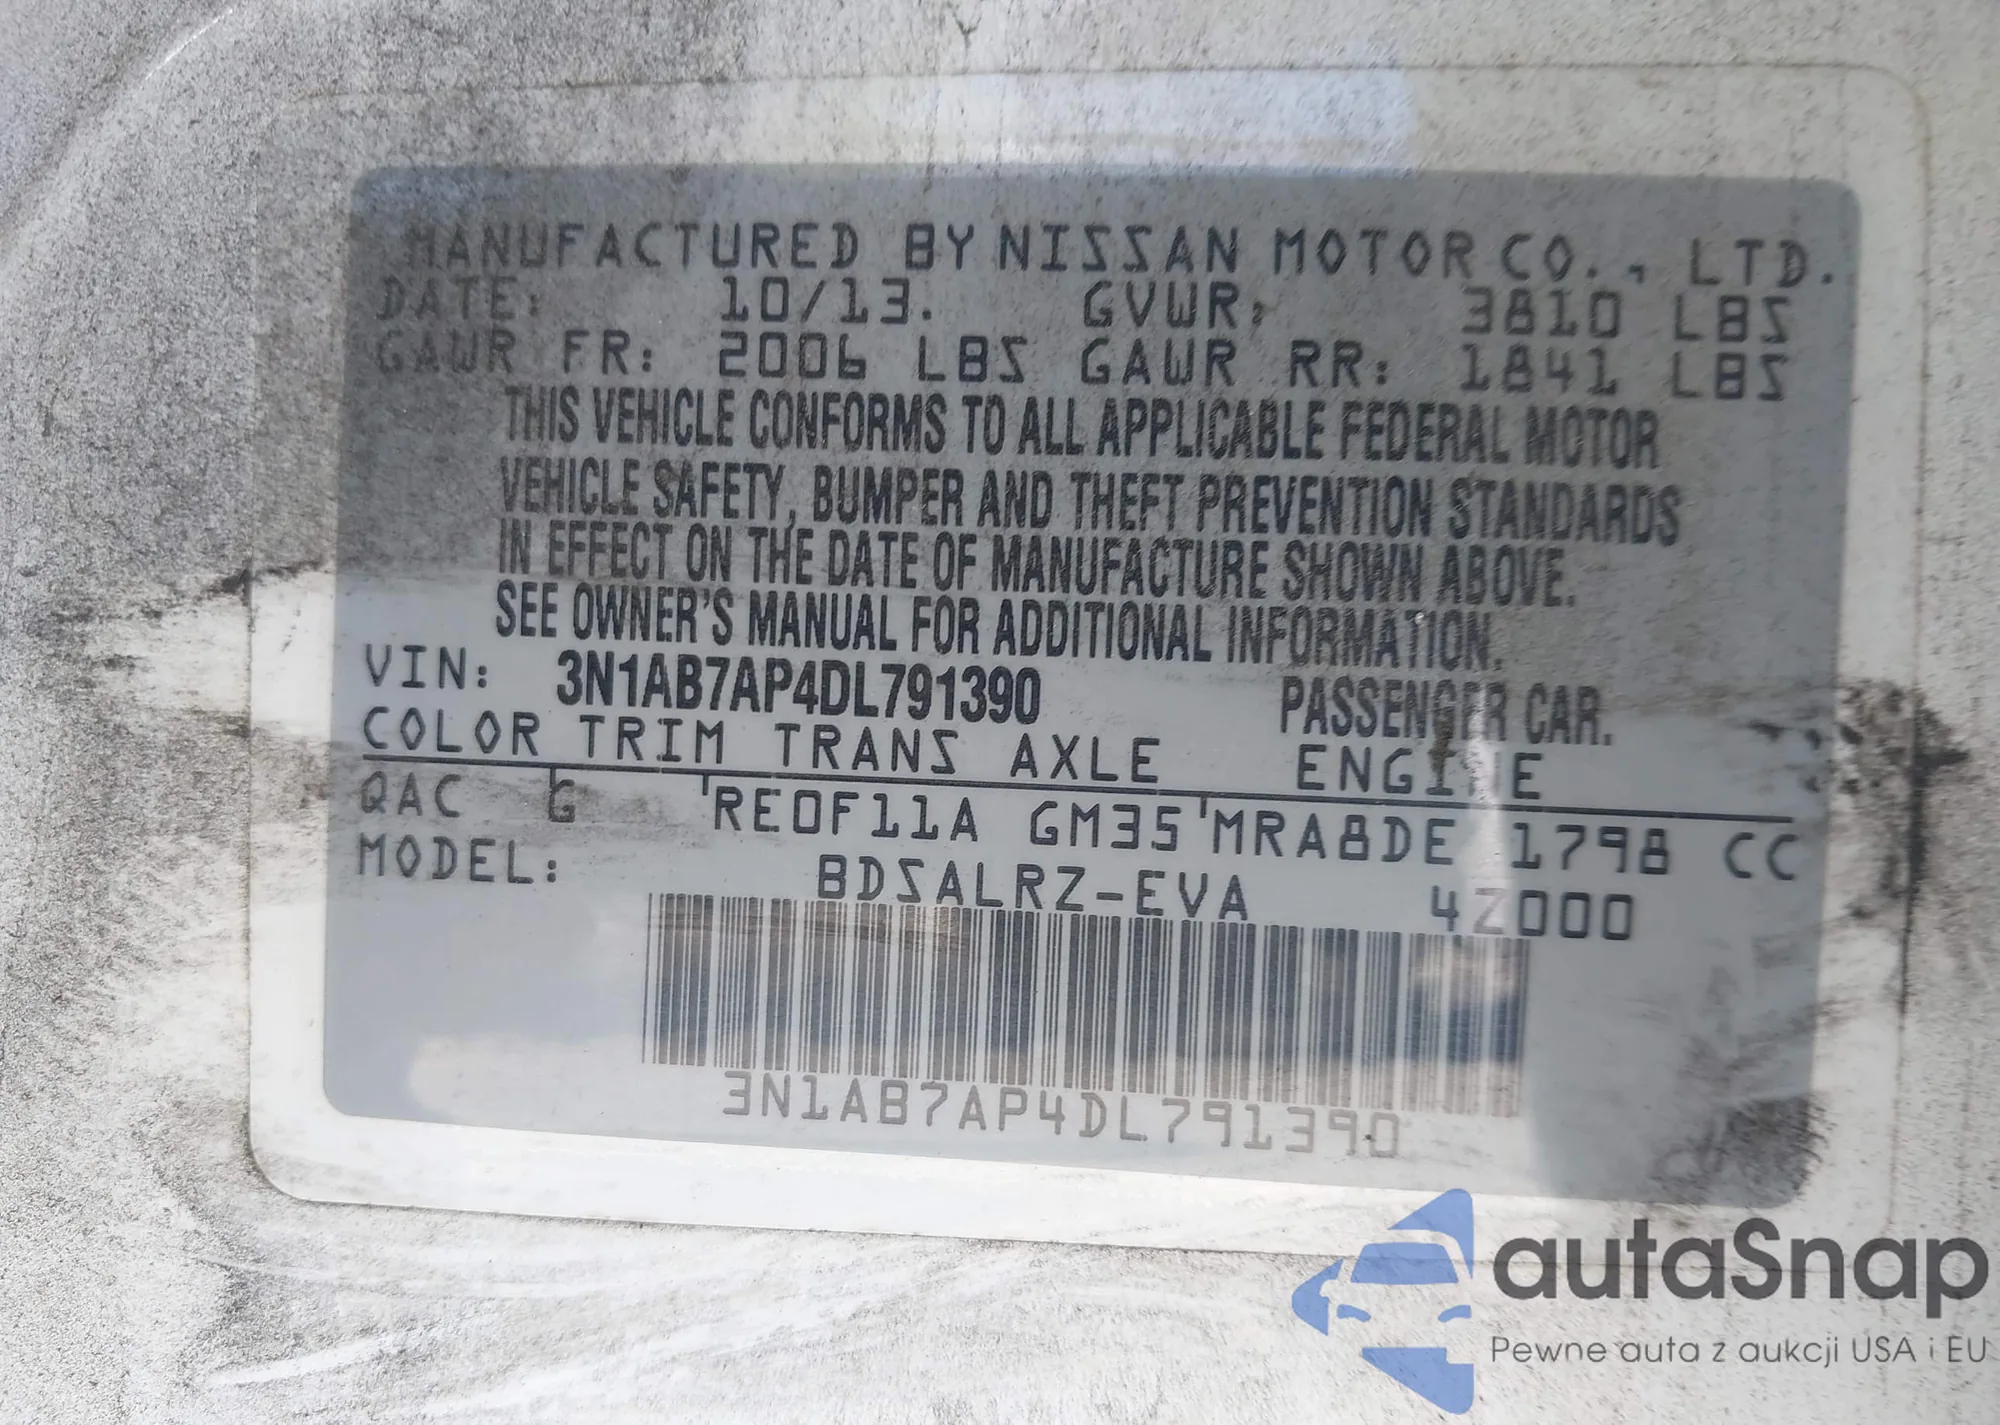 MANUFACTURED BY NISSAN MOTOR CO., LTD.
DATE: 10/13. GVWR: 3810 LBS
GAWR FR: 2006 LBS GAWR RR: 1841 LBS
THIS VEHICLE CONFORMS TO ALL APPLICABLE FEDERAL MOTOR
VEHICLE SAFETY, BUMPER AND THEFT PREVENTION STANDARDS
IN EFFECT ON THE DATE OF MANUFACTURE SHOWN ABOVE.
SEE OWNER'S MANUAL FOR ADDITIONAL INFORMATION.
VIN: 3N1AB7AP4DL791390 PASSENGER CAR.
COLOR TRIM TRANS AXLE ENGINE
QAC G RE0F11A GM35 MRA8DE 1798 CC
MODEL: BDSALRZ-EVA 4Z000
3N1AB7AP4DL791390
autaSnap
Pewne auta z aukcji USA i EU